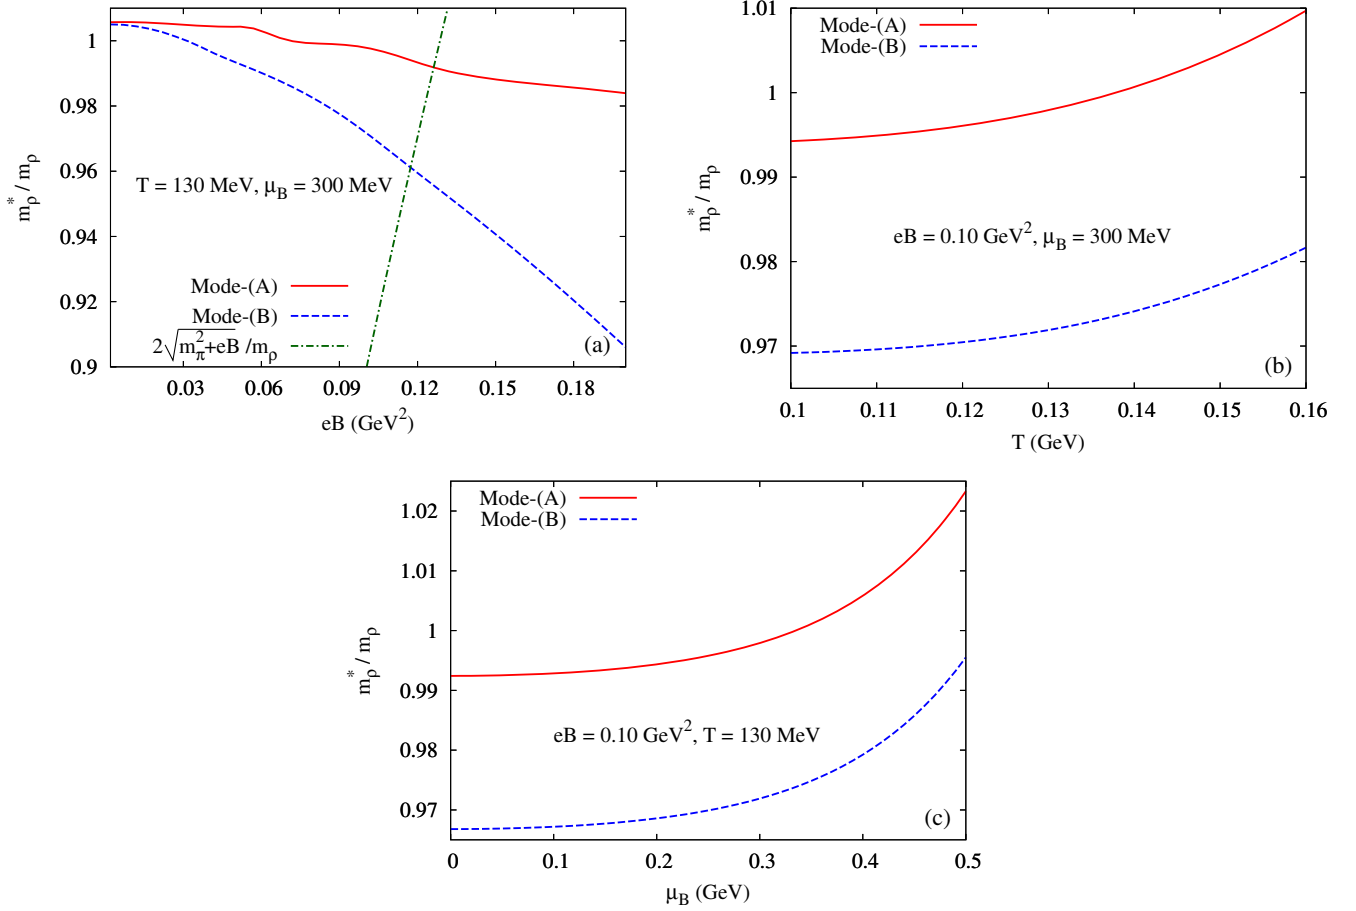 1
0.98
0.96
0.94
0.92
0.9
m*ρ / mρ
T = 130 MeV, μB = 300 MeV
Mode-(A)
Mode-(B)
2√mπ²+eB /mρ
(a)
0.03 0.06 0.09 0.12 0.15 0.18
eB (GeV²)
1.01
1
0.99
0.98
0.97
m*ρ / mρ
Mode-(A)
Mode-(B)
eB = 0.10 GeV², μB = 300 MeV
(b)
0.1 0.11 0.12 0.13 0.14 0.15 0.16
T (GeV)
1.02
1.01
1
0.99
0.98
0.97
m*ρ / mρ
Mode-(A)
Mode-(B)
eB = 0.10 GeV², T = 130 MeV
(c)
0 0.1 0.2 0.3 0.4 0.5
μB (GeV)